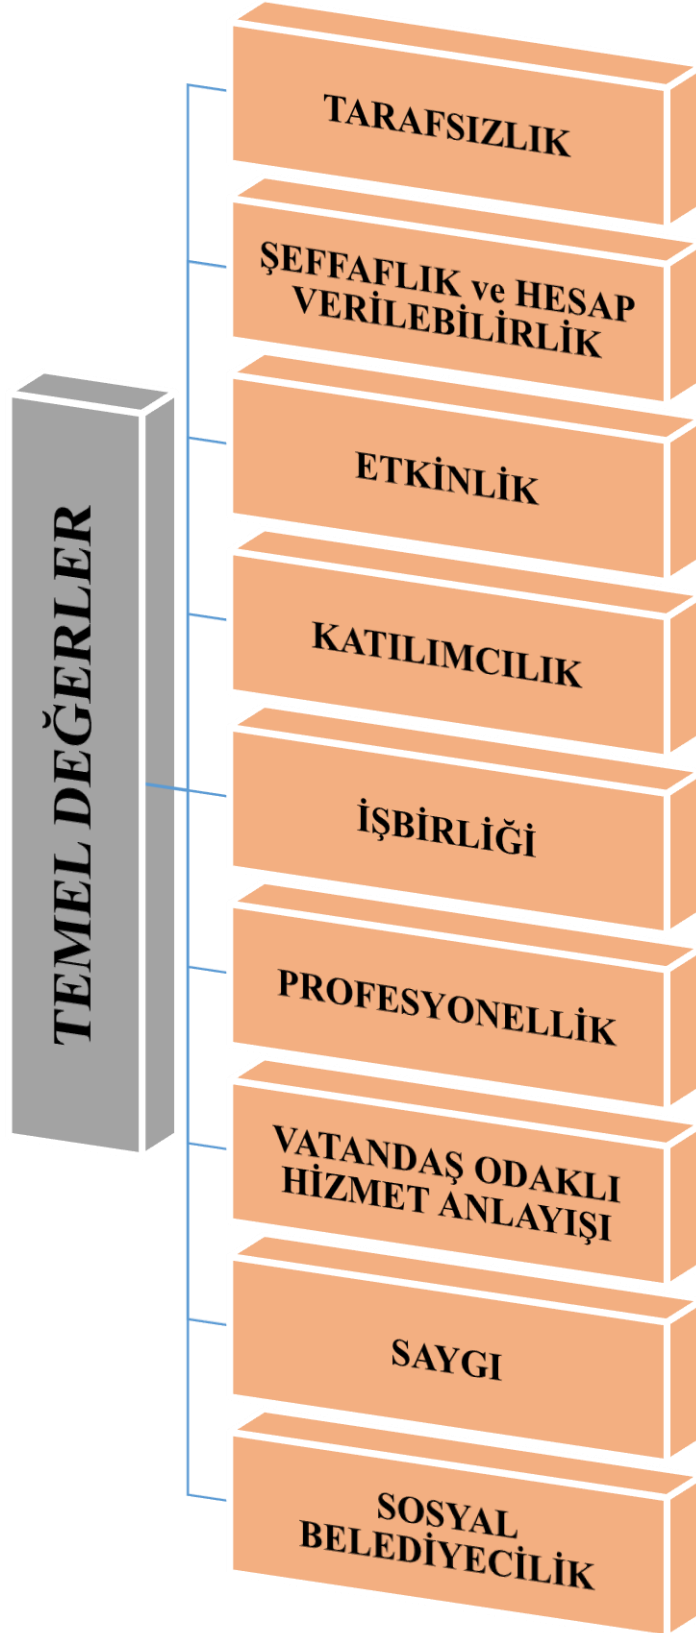 TEMEL DEĞERLER
TARAFSIZLIK
ŞEFFAFLIK ve HESAP
VERİLEBİLİRLİK
ETKİNLİK
KATILIMCILIK
İŞBİRLİĞİ
PROFESYONELLİK
VATANDAŞ ODAKLI
HİZMET ANLAYIŞI
SAYGI
SOSYAL
BELEDİYECİLİK